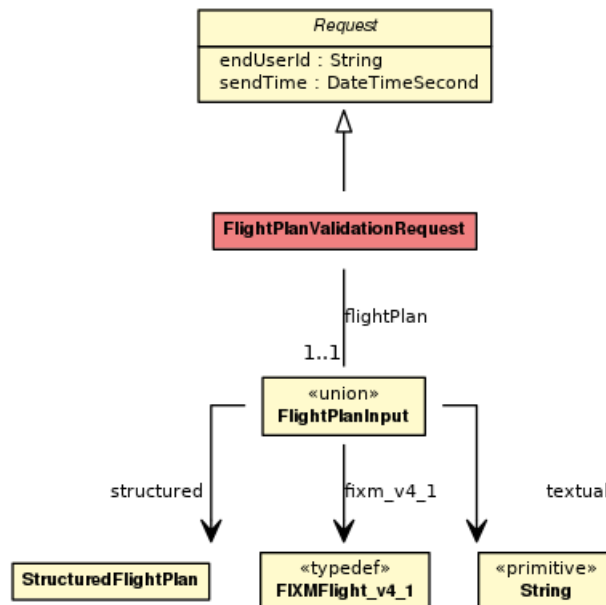 Request
endUserId : String
sendTime : DateTimeSecond
FlightPlanValidationRequest
flightPlan
1..1
«union»
FlightPlanInput
structured
fixm_v4_1
textual
StructuredFlightPlan
«typedef»
FIXMFlight_v4_1
«primitive»
String